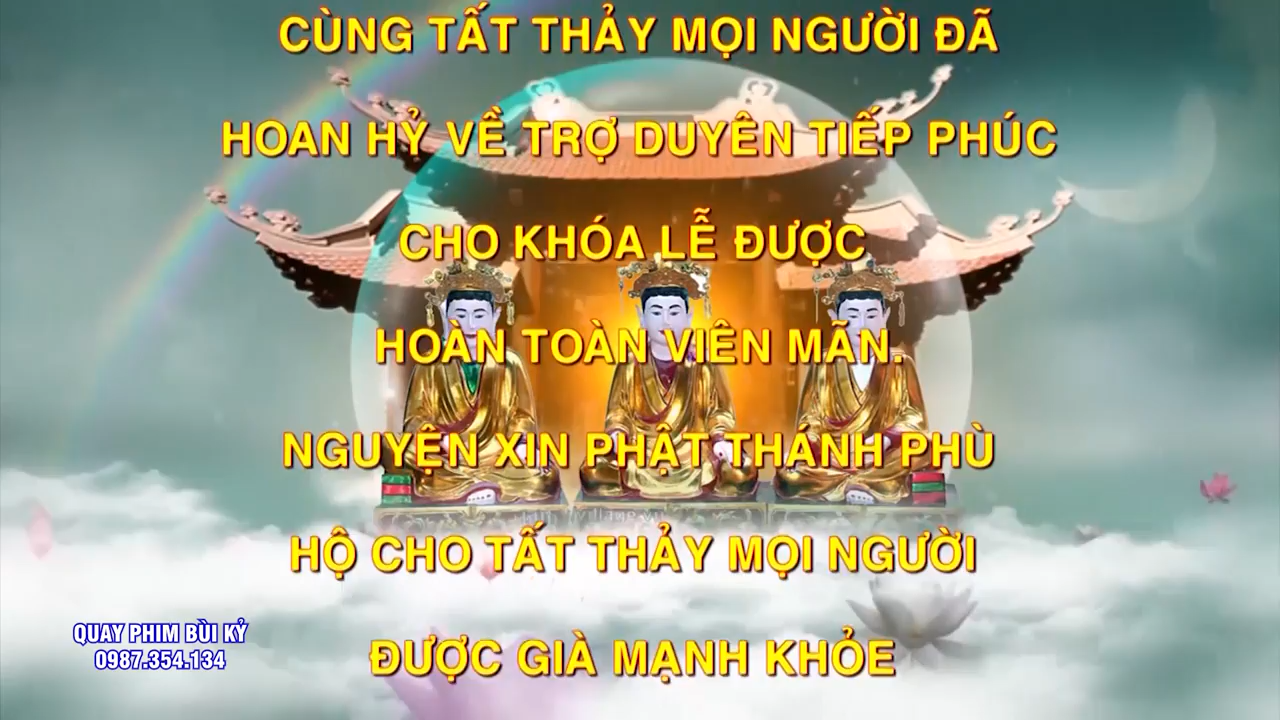 CÙNG TẤT THẢY MỌI NGƯỜI ĐÃ
HOAN HỶ VỀ TRỢ DUYÊN TIẾP PHÚC
CHO KHÓA LỄ ĐƯỢC
HOÀN TOÀN VIÊN MÃN.
NGUYỆN XIN PHẬT THÁNH PHÙ
HỘ CHO TẤT THẢY MỌI NGƯỜI
ĐƯỢC GIÀ MẠNH KHỎE
QUAY PHIM BÙI KỶ
0987.354.134